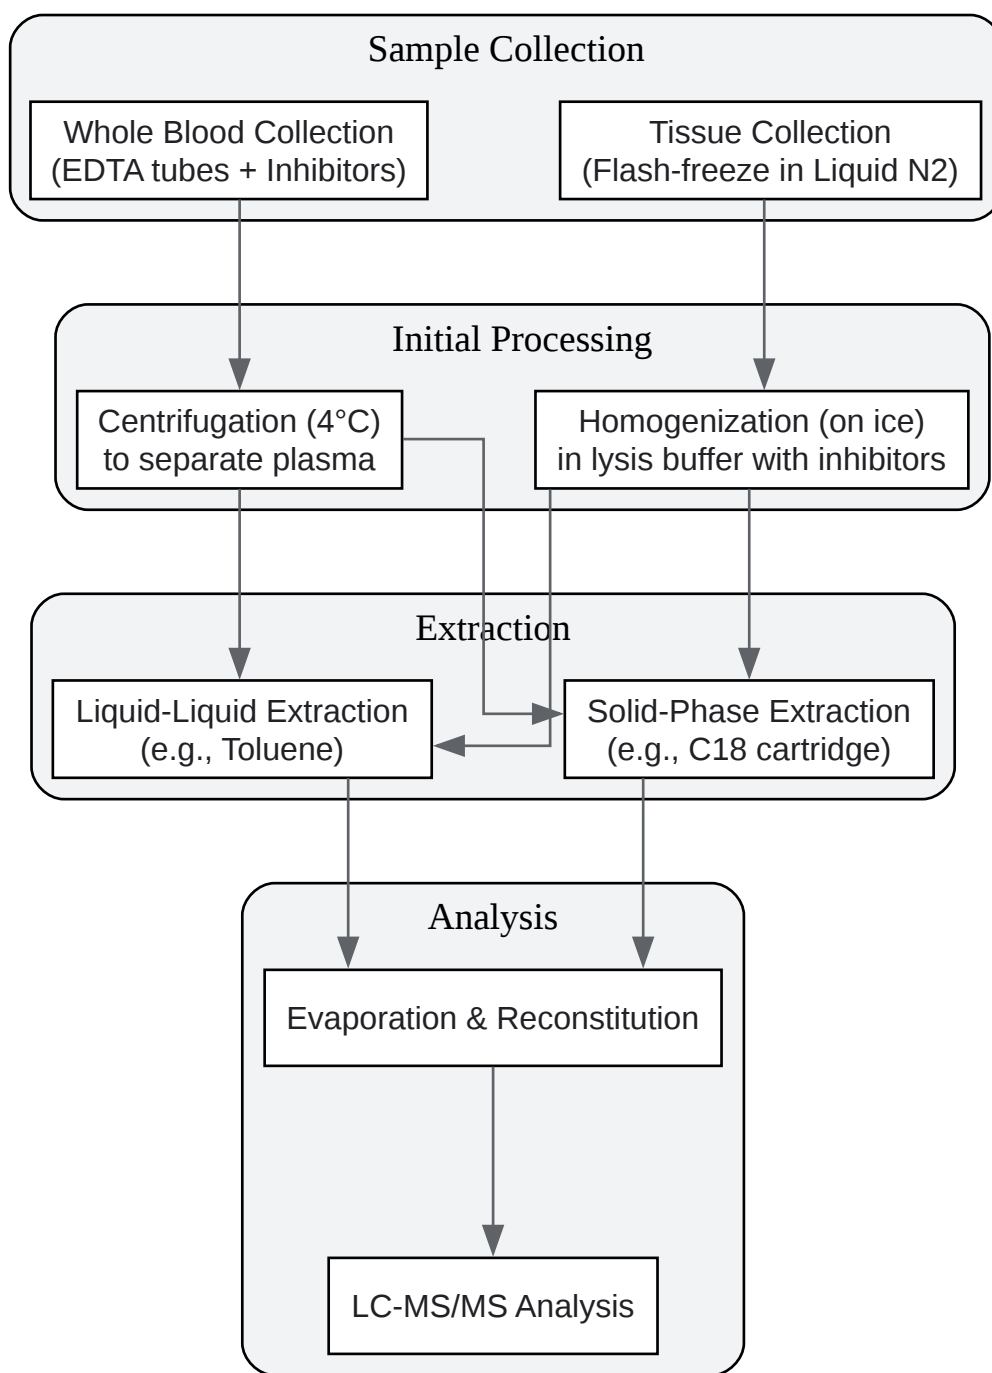 Sample Collection
Whole Blood Collection
(EDTA tubes + Inhibitors)
Tissue Collection
(Flash-freeze in Liquid N2)
Initial Processing
Centrifugation (4°C)
to separate plasma
Homogenization (on ice)
in lysis buffer with inhibitors
Extraction
Liquid-Liquid Extraction
(e.g., Toluene)
Solid-Phase Extraction
(e.g., C18 cartridge)
Analysis
Evaporation & Reconstitution
LC-MS/MS Analysis